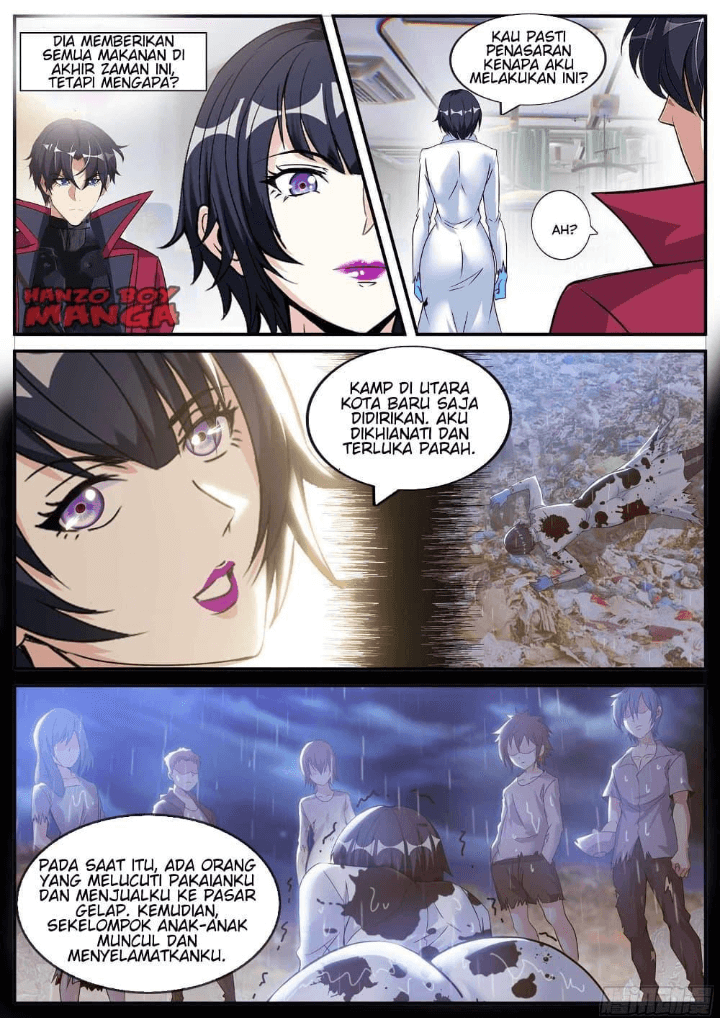 DIA MEMBERIKAN
SEMUA MAKANAN DI
AKHIR ZAMAN INI,
TETAPI MENGAPA?
KAU PASTI
PENASARAN
KENAPA AKU
MELAKUKAN INI?
AH?
HANZO BOY
MANGA
KAMP DI UTARA
KOTA BARU SAJA
DIDIRIKAN. AKU
DIKHIANATI DAN
TERLUKA PARAH.
PADA SAAT ITU, ADA ORANG
YANG MELUCUTI PAKAIANKU
DAN MENJUALKU KE PASAR
GELAP. KEMUDIAN,
SEKELOMPOK ANAK-ANAK
MUNCUL DAN
MENYELAMATKANKU.